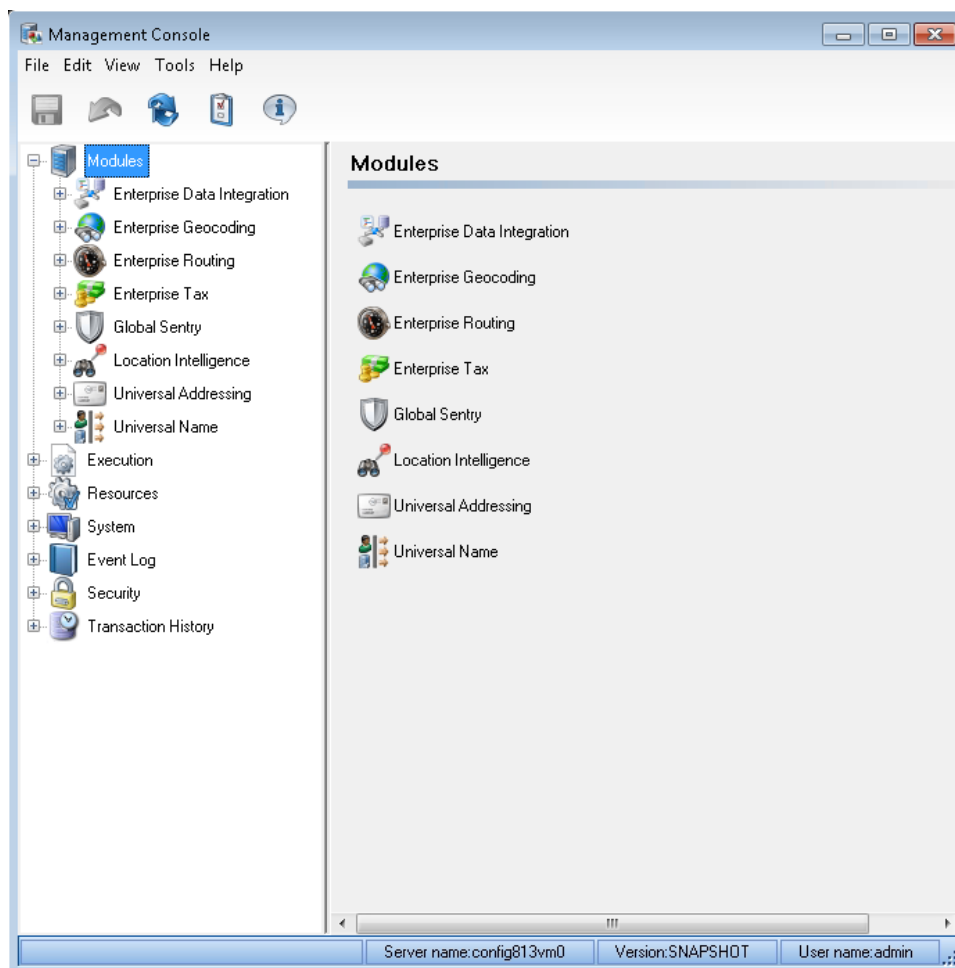 Management Console
File Edit View Tools Help
Modules
Enterprise Data Integration
Enterprise Geocoding
Enterprise Routing
Enterprise Tax
Global Sentry
Location Intelligence
Universal Addressing
Universal Name
Execution
Resources
System
Event Log
Security
Transaction History
Modules
Enterprise Data Integration
Enterprise Geocoding
Enterprise Routing
Enterprise Tax
Global Sentry
Location Intelligence
Universal Addressing
Universal Name
Server name:config813vm0 Version:SNAPSHOT User name:admin